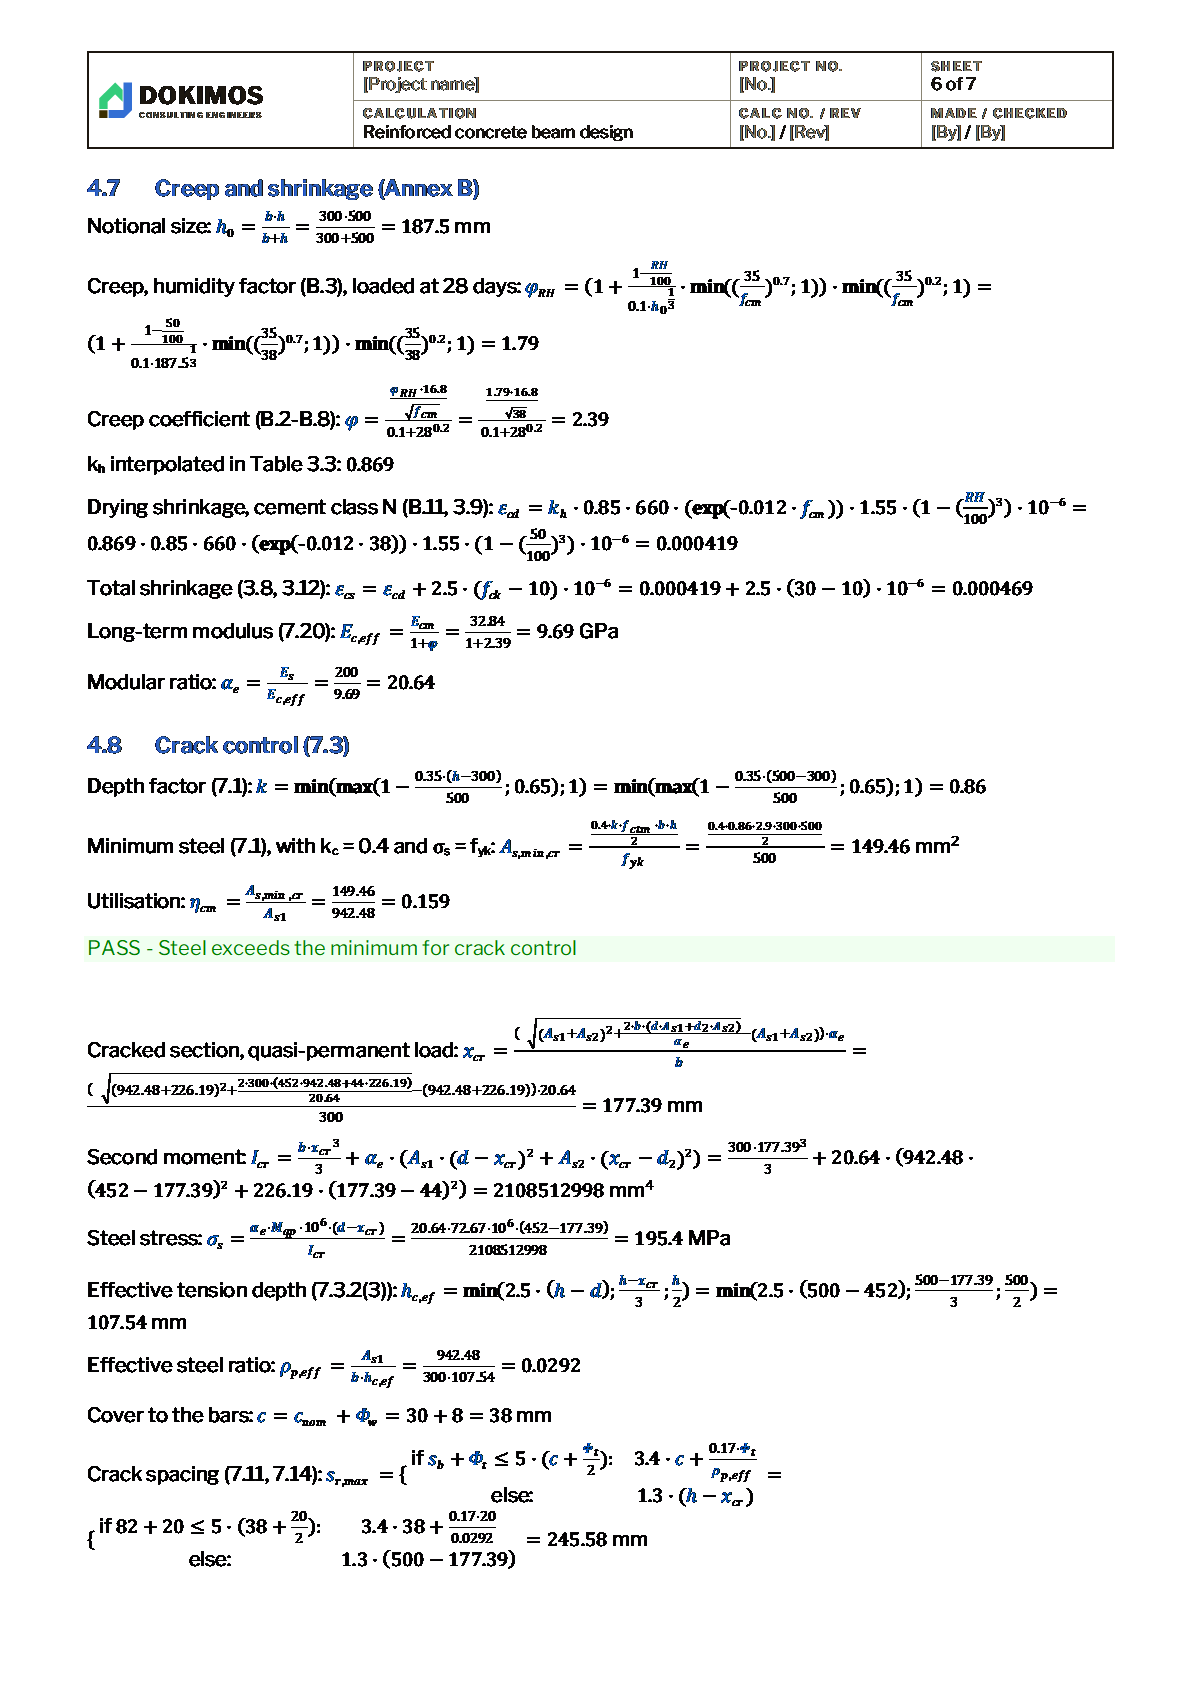 DOKIMOS
CONSULTING ENGINEERS
PROJECT
[Project name]
PROJECT NO.
[No.]
SHEET
6 of 7
CALCULATION
Reinforced concrete beam design
CALC NO. / REV
[No.] / [Rev]
MADE / CHECKED
[By] / [By]
4.7 Creep and shrinkage (Annex B)
Notional size: h₀ = (b·h)/(b+h) = (300·500)/(300+500) = 187.5 mm
Creep, humidity factor (B.3), loaded at 28 days: φ_RH = (1 + (1−RH/100)/(0.1·h₀^(1/3)) · min((35/f_cm)^0.7; 1)) · min((35/f_cm)^0.2; 1) =
(1 + (1−50/100)/(0.1·187.5^(1/3)) · min((35/38)^0.7; 1)) · min((35/38)^0.2; 1) = 1.79
Creep coefficient (B.2-B.8): φ = (φ_RH·16.8/√f_cm)/(0.1+28^0.2) = (1.79·16.8/√38)/(0.1+28^0.2) = 2.39
k_h interpolated in Table 3.3: 0.869
Drying shrinkage, cement class N (B.11, 3.9): ε_cd = k_h · 0.85 · 660 · (exp(-0.012 · f_cm)) · 1.55 · (1 − (RH/100)³) · 10⁻⁶ =
0.869 · 0.85 · 660 · (exp(-0.012 · 38)) · 1.55 · (1 − (50/100)³) · 10⁻⁶ = 0.000419
Total shrinkage (3.8, 3.12): ε_cs = ε_cd + 2.5 · (f_ck − 10) · 10⁻⁶ = 0.000419 + 2.5 · (30 − 10) · 10⁻⁶ = 0.000469
Long-term modulus (7.20): E_c,eff = E_cm/(1+φ) = 32.84/(1+2.39) = 9.69 GPa
Modular ratio: α_e = E_s/E_c,eff = 200/9.69 = 20.64
4.8 Crack control (7.3)
Depth factor (7.1): k = min(max(1 − (0.35·(h−300))/500; 0.65); 1) = min(max(1 − (0.35·(500−300))/500; 0.65); 1) = 0.86
Minimum steel (7.1), with k_c = 0.4 and σ_s = f_yk: A_s,min,cr = (0.4·k·f_ctm·b·h/2)/f_yk = (0.4·0.86·2.9·300·500/2)/500 = 149.46 mm²
Utilisation: η_cm = A_s,min,cr/A_s1 = 149.46/942.48 = 0.159
PASS - Steel exceeds the minimum for crack control
Cracked section, quasi-permanent load: x_cr = ((√((A_s1+A_s2)²+(2·b·(d·A_s1+d2·A_s2))/α_e)−(A_s1+A_s2))·α_e)/b =
((√((942.48+226.19)²+(2·300·(452·942.48+44·226.19))/20.64)−(942.48+226.19))·20.64)/300 = 177.39 mm
Second moment: I_cr = (b·x_cr³)/3 + α_e · (A_s1 · (d − x_cr)² + A_s2 · (x_cr − d₂)²) = (300·177.39³)/3 + 20.64 · (942.48 ·
(452 − 177.39)² + 226.19 · (177.39 − 44)²) = 2108512998 mm⁴
Steel stress: σ_s = (α_e·M_qp·10⁶·(d−x_cr))/I_cr = (20.64·72.67·10⁶·(452−177.39))/2108512998 = 195.4 MPa
Effective tension depth (7.3.2(3)): h_c,ef = min(2.5 · (h − d); (h−x_cr)/3; h/2) = min(2.5 · (500 − 452); (500−177.39)/3; 500/2) =
107.54 mm
Effective steel ratio: ρ_p,eff = A_s1/(b·h_c,ef) = 942.48/(300·107.54) = 0.0292
Cover to the bars: c = c_nom + Φ_w = 30 + 8 = 38 mm
Crack spacing (7.11, 7.14): s_r,max = { if s_b + Φ_t ≤ 5 · (c + Φ_t/2): 3.4 · c + (0.17·Φ_t)/ρ_p,eff =
else: 1.3 · (h − x_cr)
{ if 82 + 20 ≤ 5 · (38 + 20/2): 3.4 · 38 + (0.17·20)/0.0292 = 245.58 mm
else: 1.3 · (500 − 177.39)